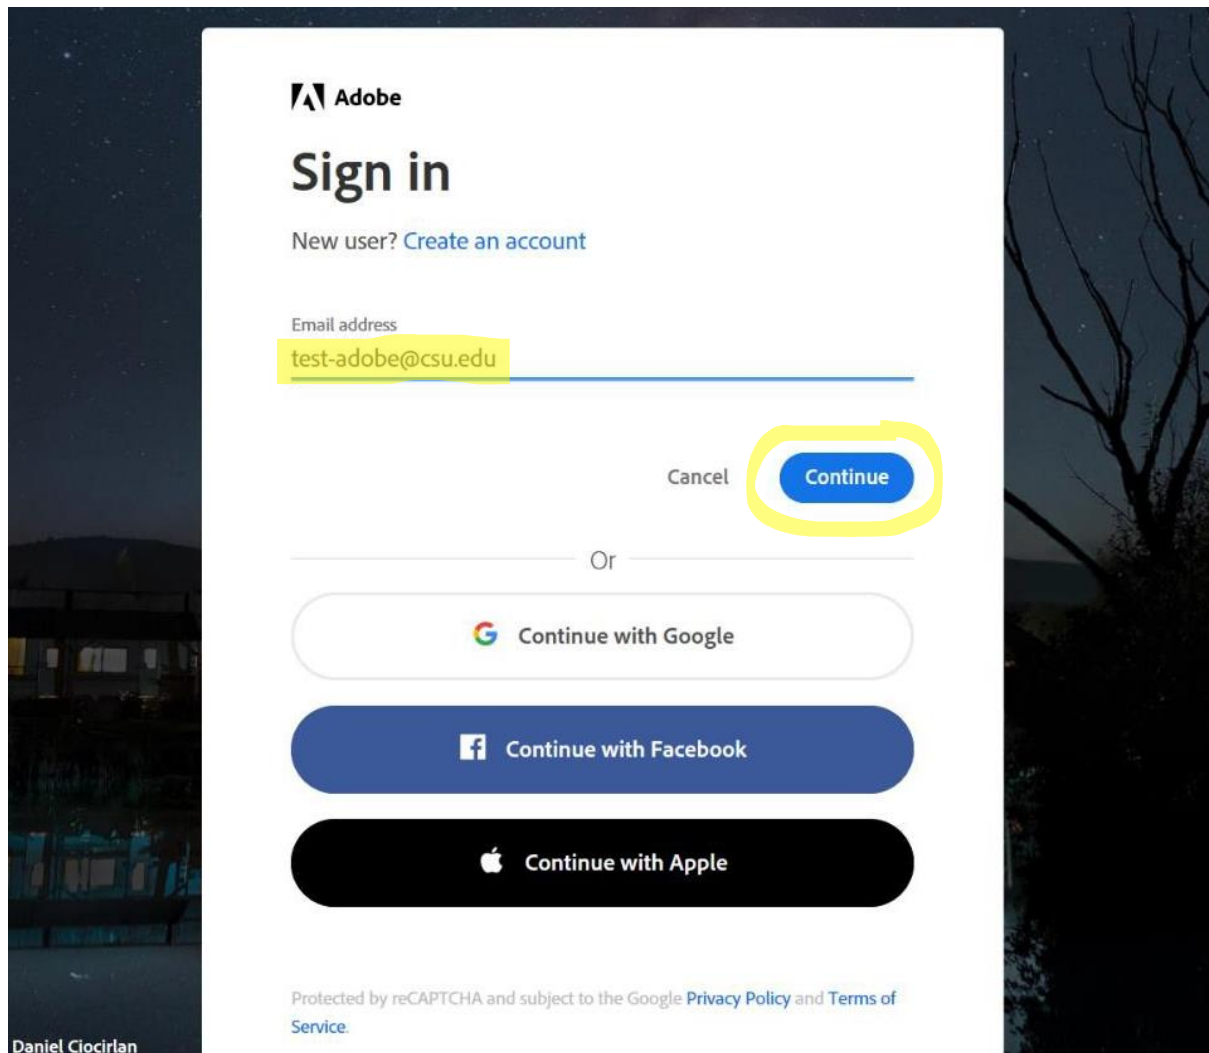 Adobe
Sign in
New user? Create an account
Email address
test-adobe@csu.edu
Cancel Continue
Or
Continue with Google
Continue with Facebook
Continue with Apple
Protected by reCAPTCHA and subject to the Google Privacy Policy and Terms of
Service.
Daniel Ciocirlan